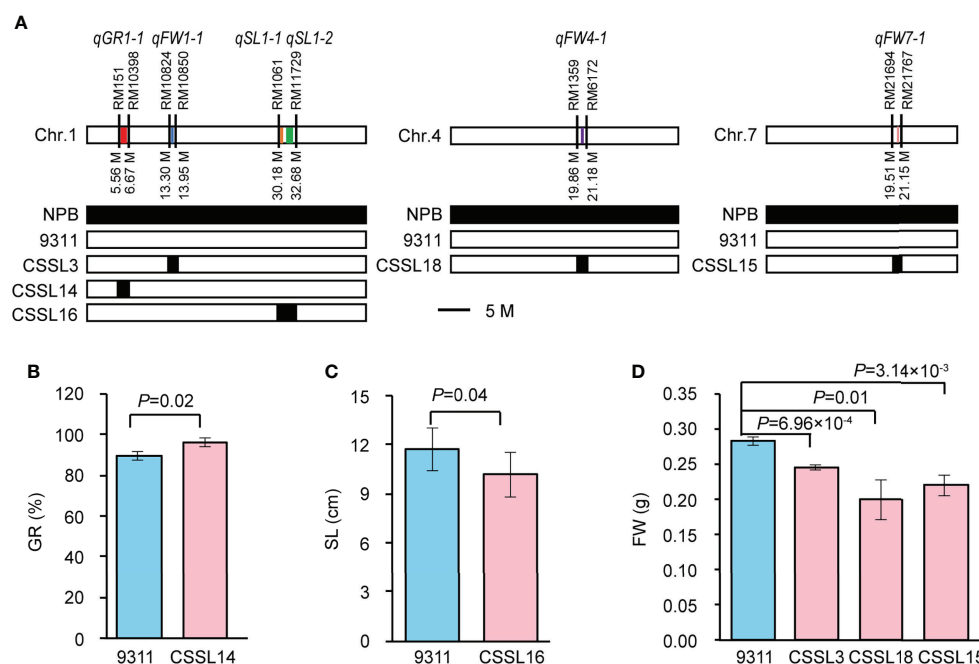 A
qGR1-1 qFW1-1 qSL1-1 qSL1-2
qFW4-1
qFW7-1
RM151
RM10398
RM10824
RM10850
RM1061
RM11729
RM1359
RM6172
RM21694
RM21767
Chr.1
Chr.4
Chr.7
5.56 M
6.67 M
13.30 M
13.95 M
30.18 M
32.68 M
19.86 M
21.18 M
19.51 M
21.15 M
NPB
9311
CSSL3
CSSL14
CSSL16
NPB
9311
CSSL18
NPB
9311
CSSL15
5 M
B
GR (%)
120
100
80
60
40
20
0
P=0.02
9311 CSSL14
C
SL (cm)
15
12
9
6
3
0
P=0.04
9311 CSSL16
D
FW (g)
0.35
0.30
0.25
0.20
0.15
0.10
0.05
0.00
P=3.14×10⁻³
P=0.01
P=6.96×10⁻⁴
9311 CSSL3 CSSL18 CSSL15